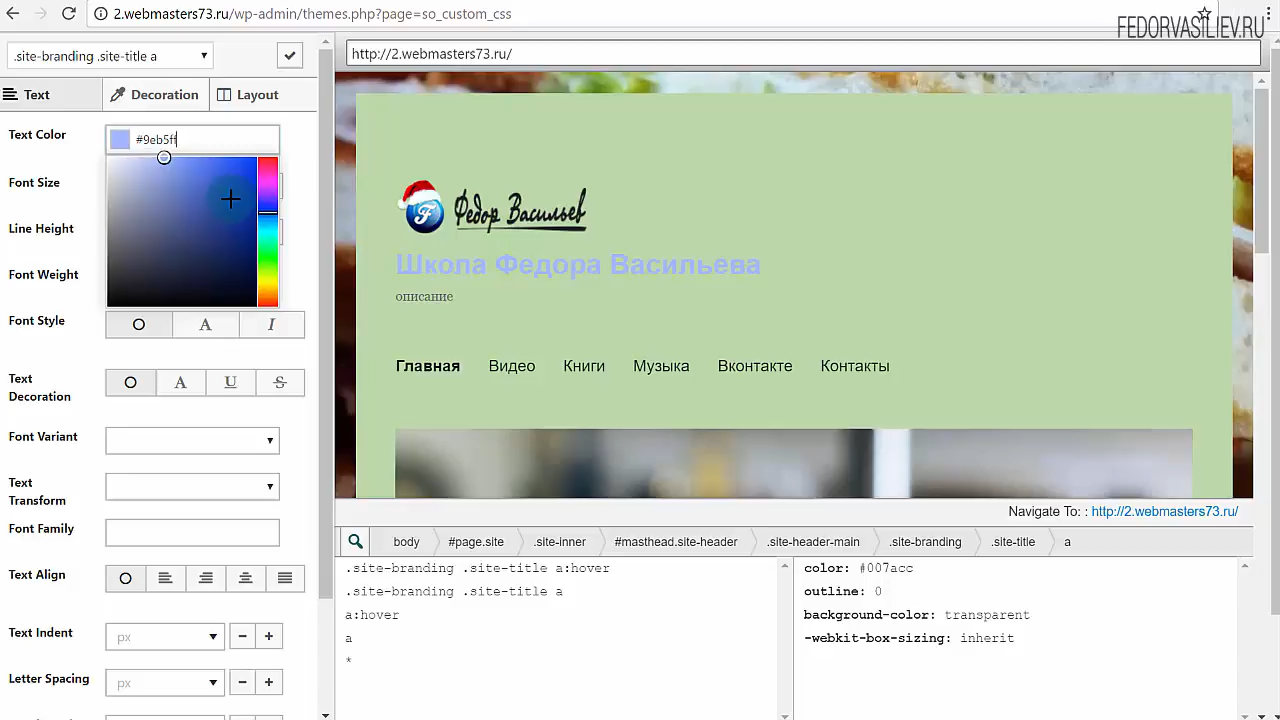 2.webmasters73.ru/wp-admin/themes.php?page=so_custom_css
FEDORVASILIEV.RU
.site-branding .site-title a
http://2.webmasters73.ru/
Text
Decoration
Layout
Text Color
#9eb5ff
Font Size
Line Height
Font Weight
Font Style
A
I
Text
Decoration
A
U
S
Font Variant
Text
Transform
Font Family
Text Align
Text Indent
px
Letter Spacing
px
Федор Васильев
Школа Федора Васильева
описание
Главная Видео Книги Музыка Вконтакте Контакты
Navigate To: : http://2.webmasters73.ru/
body #page.site .site-inner #masthead.site-header .site-header-main .site-branding .site-title a
.site-branding .site-title a:hover
.site-branding .site-title a
a:hover
a
*
color: #007acc
outline: 0
background-color: transparent
-webkit-box-sizing: inherit